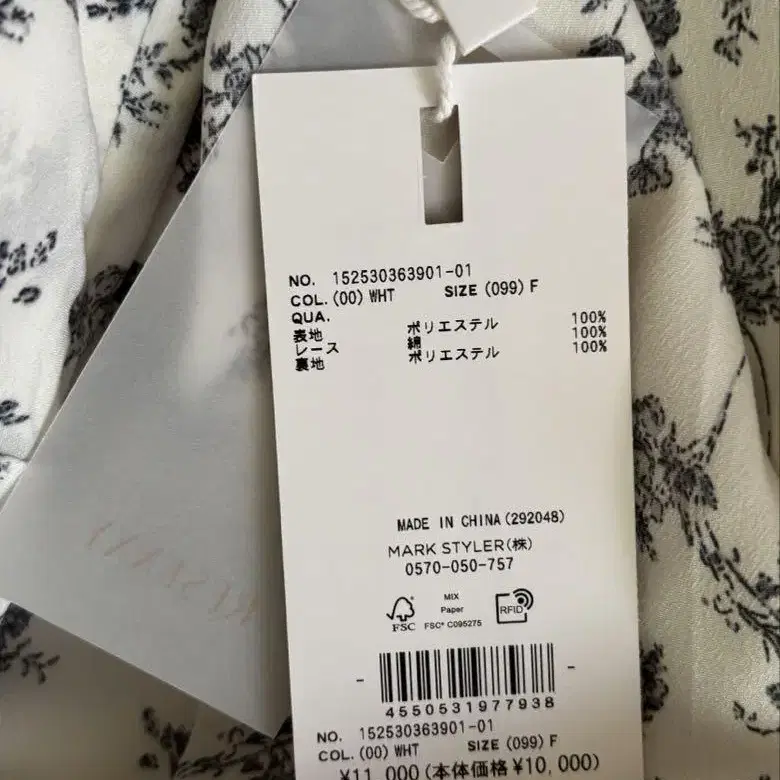 NO. 152530363901-01
COL.(00) WHT SIZE (099) F
QUA.
表地 ポリエステル 100%
レース 綿 100%
裏地 ポリエステル 100%
MADE IN CHINA (292048)
MARK STYLER(株)
0570-050-757
MIX
Paper
FSC
FSC® C095275
RFID
4550531977938
NO. 152530363901-01
COL.(00) WHT SIZE (099) F
¥11,000(本体価格¥10,000)